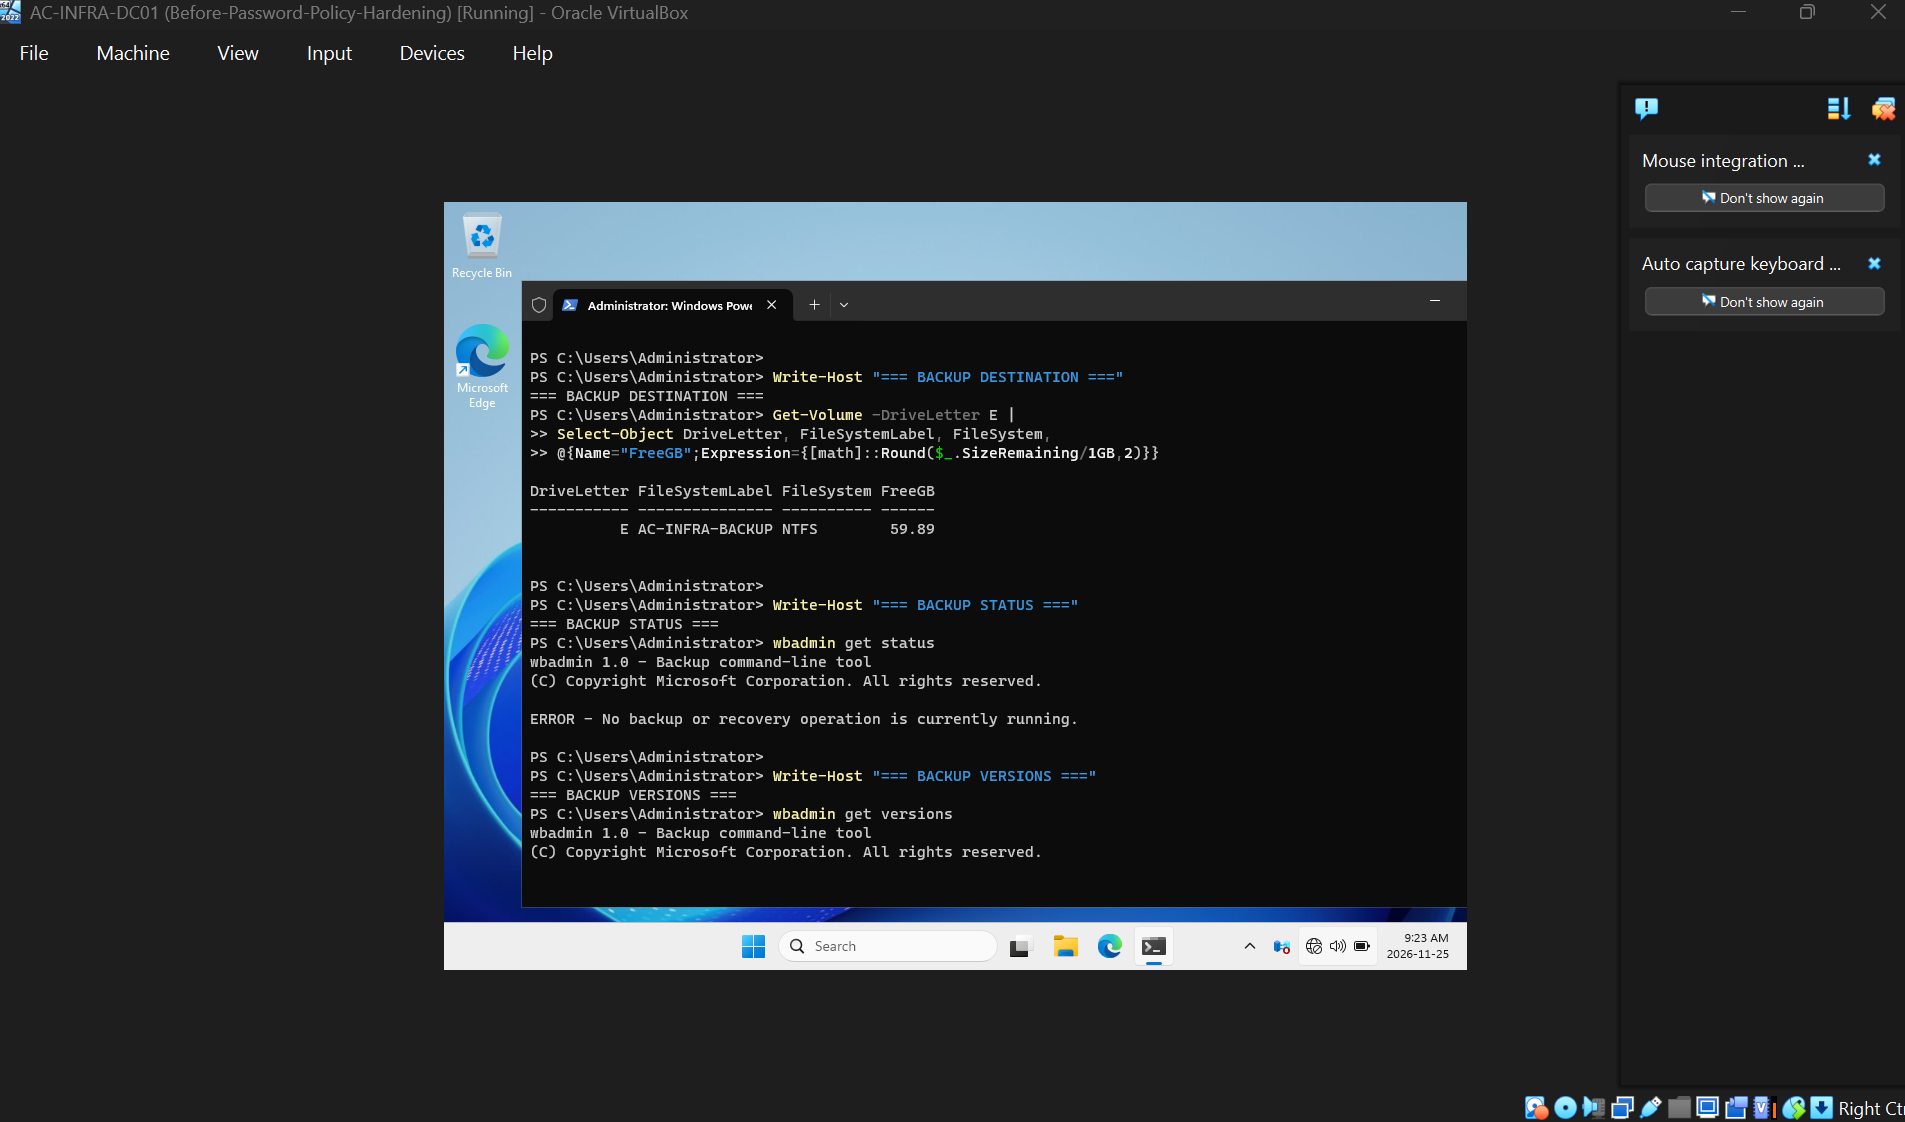 AC-INFRA-DC01 (Before-Password-Policy-Hardening) [Running] - Oracle VirtualBox
File Machine View Input Devices Help
Mouse integration ...
Don't show again
Auto capture keyboard ...
Don't show again
Recycle Bin
Microsoft
Edge
Administrator: Windows Powe
PS C:\Users\Administrator>
PS C:\Users\Administrator> Write-Host "=== BACKUP DESTINATION ==="
=== BACKUP DESTINATION ===
PS C:\Users\Administrator> Get-Volume -DriveLetter E |
>> Select-Object DriveLetter, FileSystemLabel, FileSystem,
>> @{Name="FreeGB";Expression={[math]::Round($_.SizeRemaining/1GB,2)}}
DriveLetter FileSystemLabel FileSystem FreeGB
----------- --------------- ---------- ------
E AC-INFRA-BACKUP NTFS 59.89
PS C:\Users\Administrator>
PS C:\Users\Administrator> Write-Host "=== BACKUP STATUS ==="
=== BACKUP STATUS ===
PS C:\Users\Administrator> wbadmin get status
wbadmin 1.0 - Backup command-line tool
(C) Copyright Microsoft Corporation. All rights reserved.
ERROR - No backup or recovery operation is currently running.
PS C:\Users\Administrator>
PS C:\Users\Administrator> Write-Host "=== BACKUP VERSIONS ==="
=== BACKUP VERSIONS ===
PS C:\Users\Administrator> wbadmin get versions
wbadmin 1.0 - Backup command-line tool
(C) Copyright Microsoft Corporation. All rights reserved.
Search
9:23 AM
2026-11-25
Right Ct